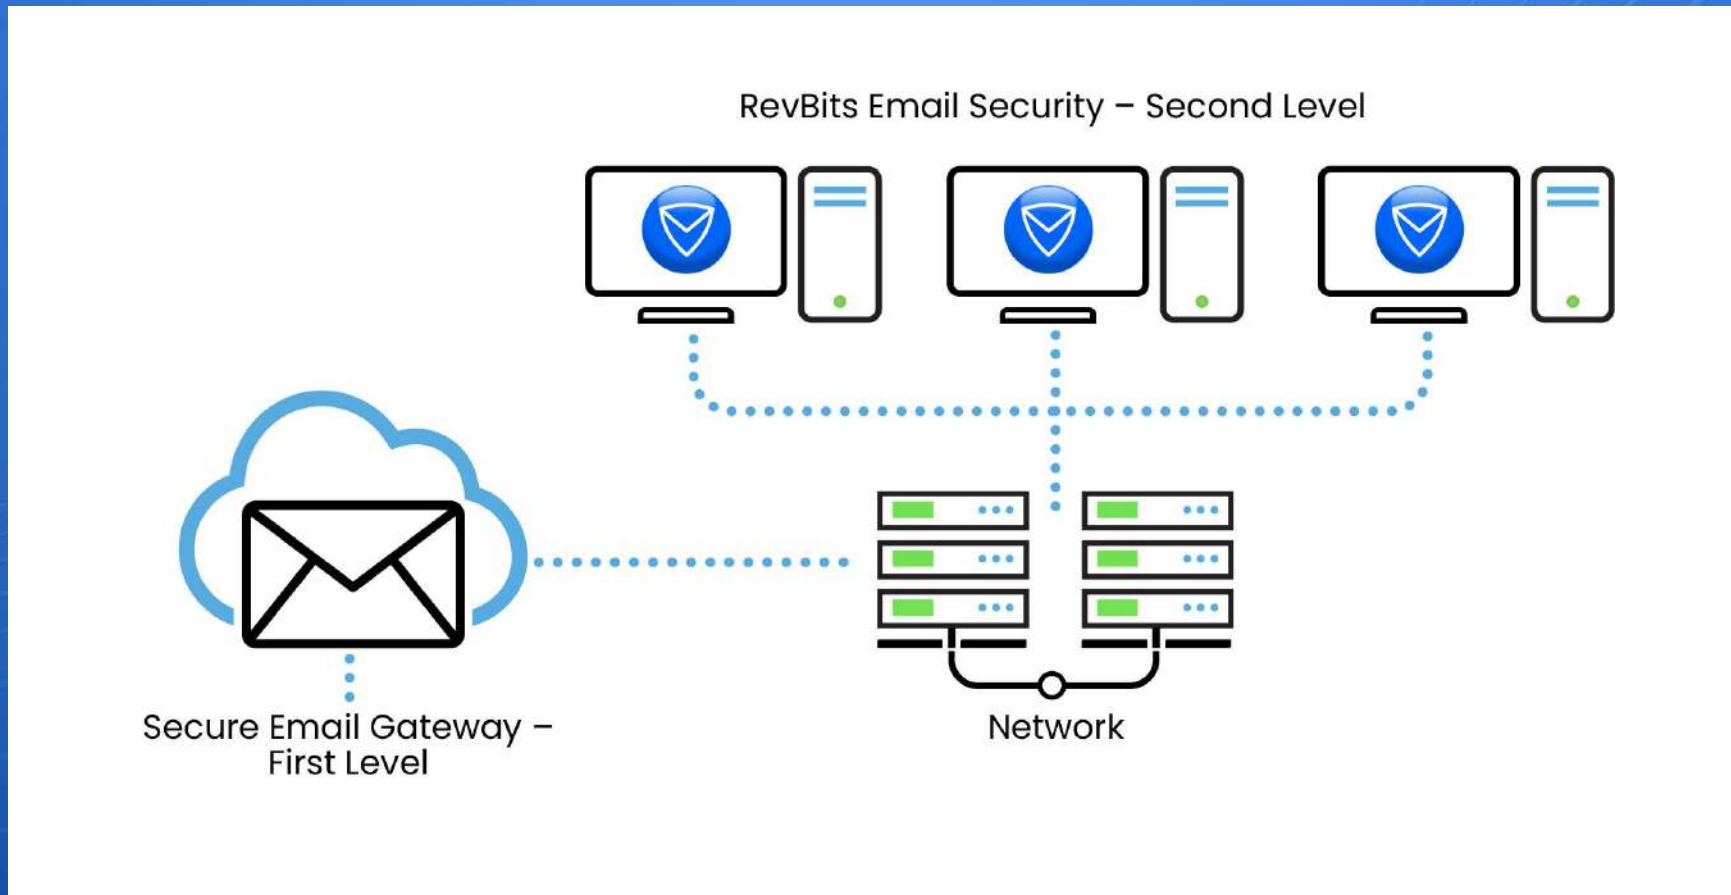 RevBits Email Security – Second Level
Secure Email Gateway –
First Level
Network